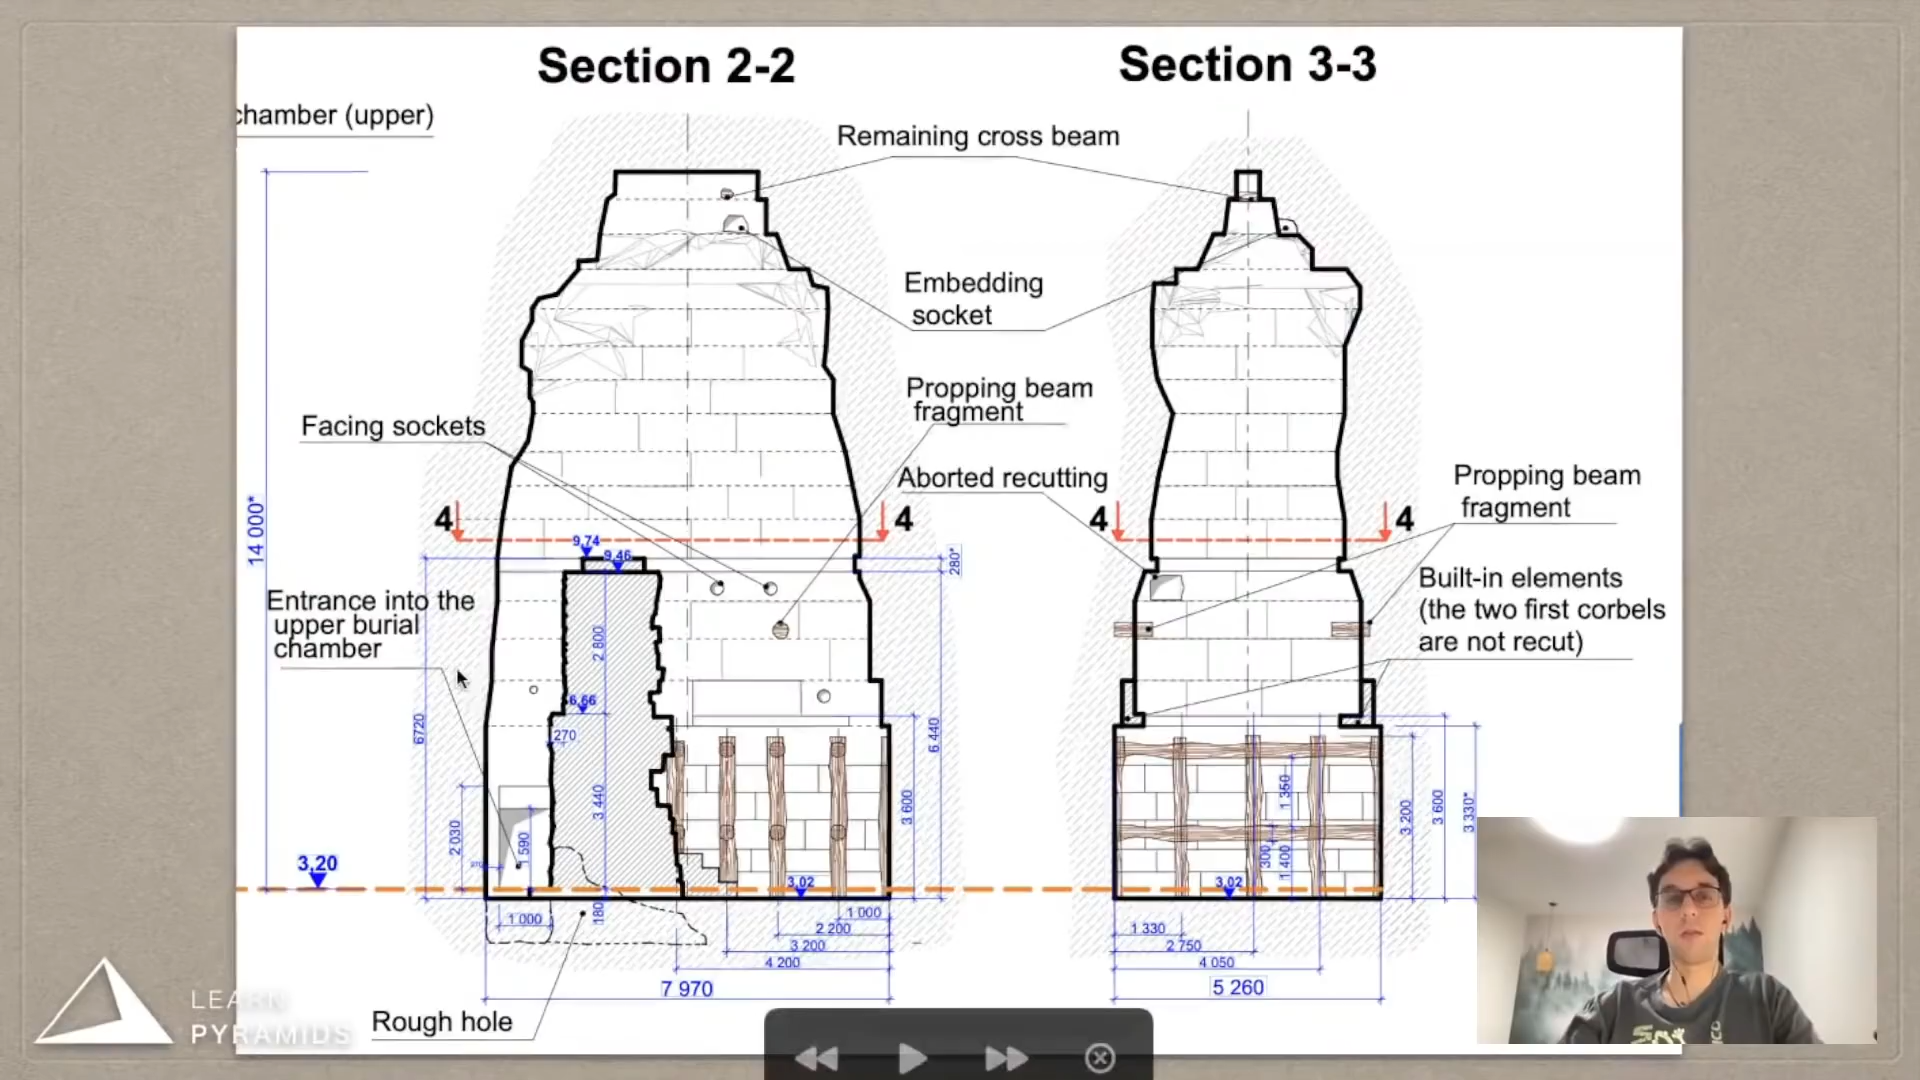 Section 2-2
Section 3-3
chamber (upper)
Remaining cross beam
Embedding
socket
Propping beam
fragment
Facing sockets
Aborted recutting
Propping beam
fragment
4
4
4
4
14 000*
9,74
9,46
280*
Entrance into the
upper burial
chamber
Built-in elements
(the two first corbels
are not recut)
2 800
6,66
270
6720
6 440
3 440
2 030
1 590
3 600
1 350
300
1 400
3 200
3 600
3 330*
3,20
3,02
3,02
1 000
180
1 000
2 200
3 200
4 200
7 970
1 330
2 750
4 050
5 260
Rough hole
LEARN
PYRAMIDS